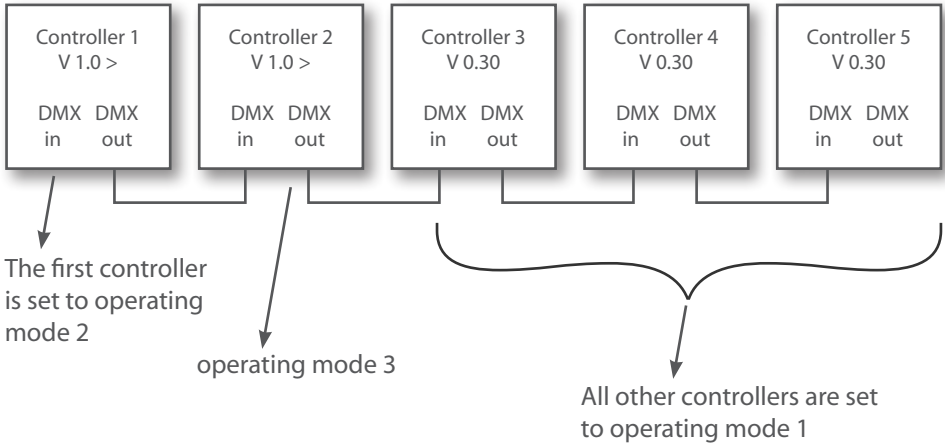 Controller 1
V 1.0 >
DMX DMX
in out
Controller 2
V 1.0 >
DMX DMX
in out
Controller 3
V 0.30
DMX DMX
in out
Controller 4
V 0.30
DMX DMX
in out
Controller 5
V 0.30
DMX DMX
in out
The first controller
is set to operating
mode 2
operating mode 3
All other controllers are set
to operating mode 1